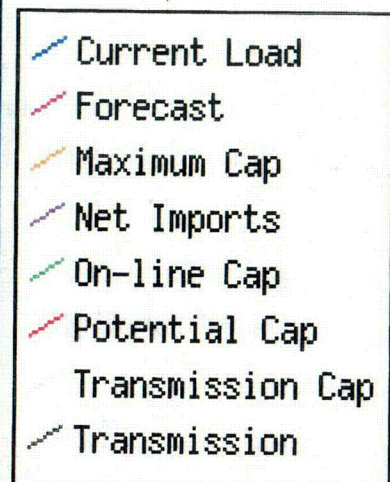 Current Load
Forecast
Maximum Cap
Net Imports
On-line Cap
Potential Cap
Transmission Cap
Transmission